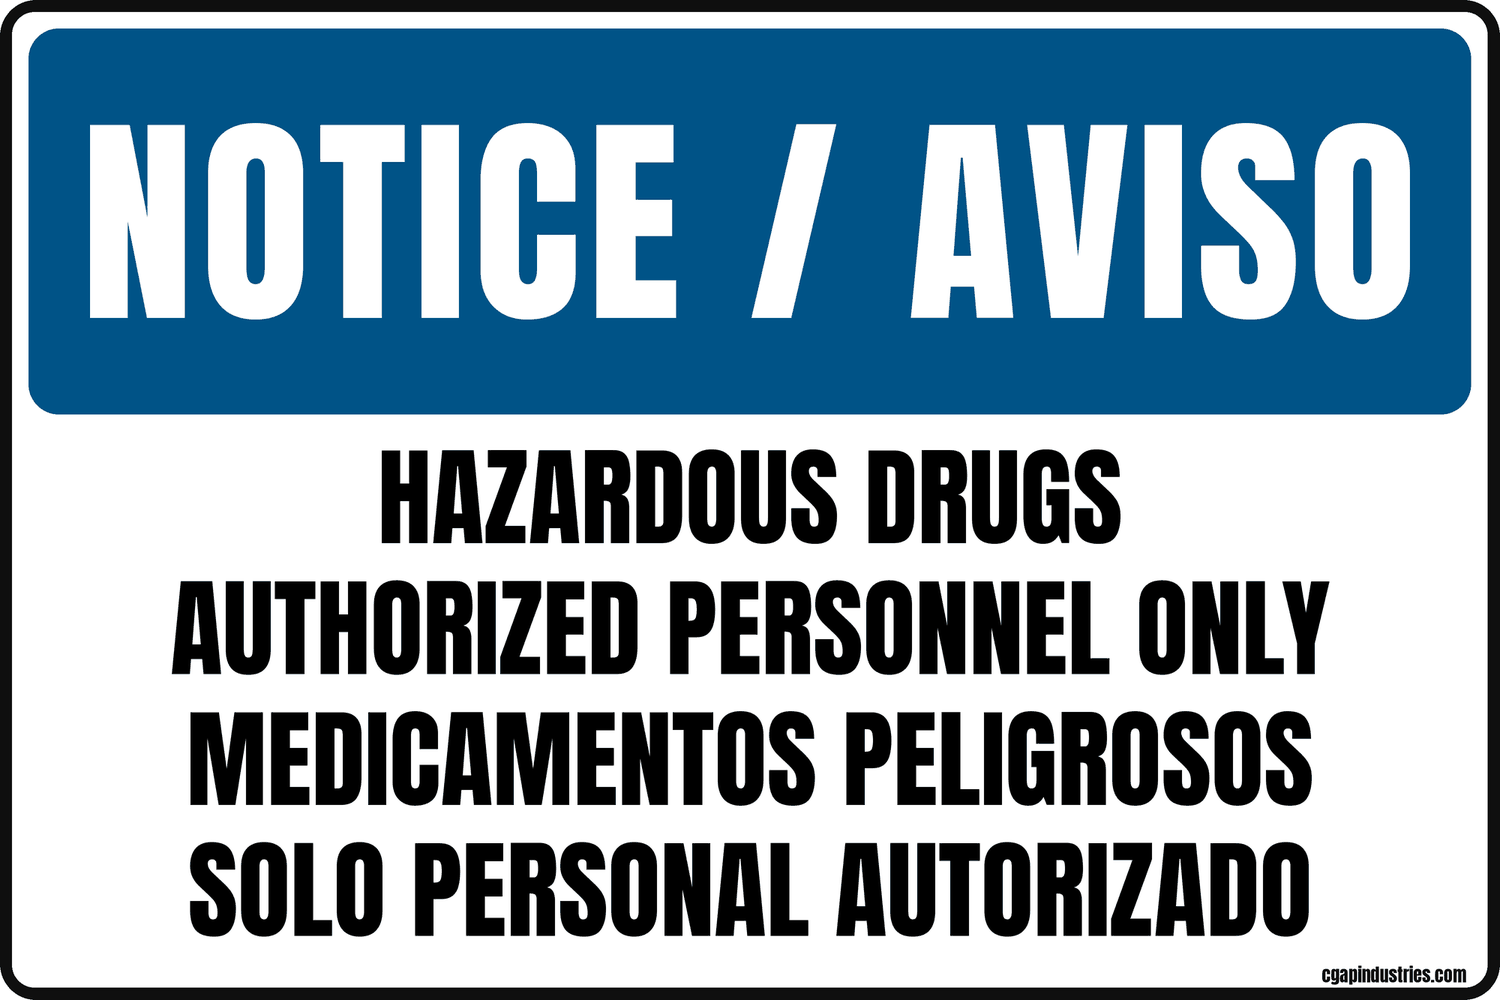 NOTICE / AVISO
HAZARDOUS DRUGS
AUTHORIZED PERSONNEL ONLY
MEDICAMENTOS PELIGROSOS
SOLO PERSONAL AUTORIZADO
cgapindustries.com